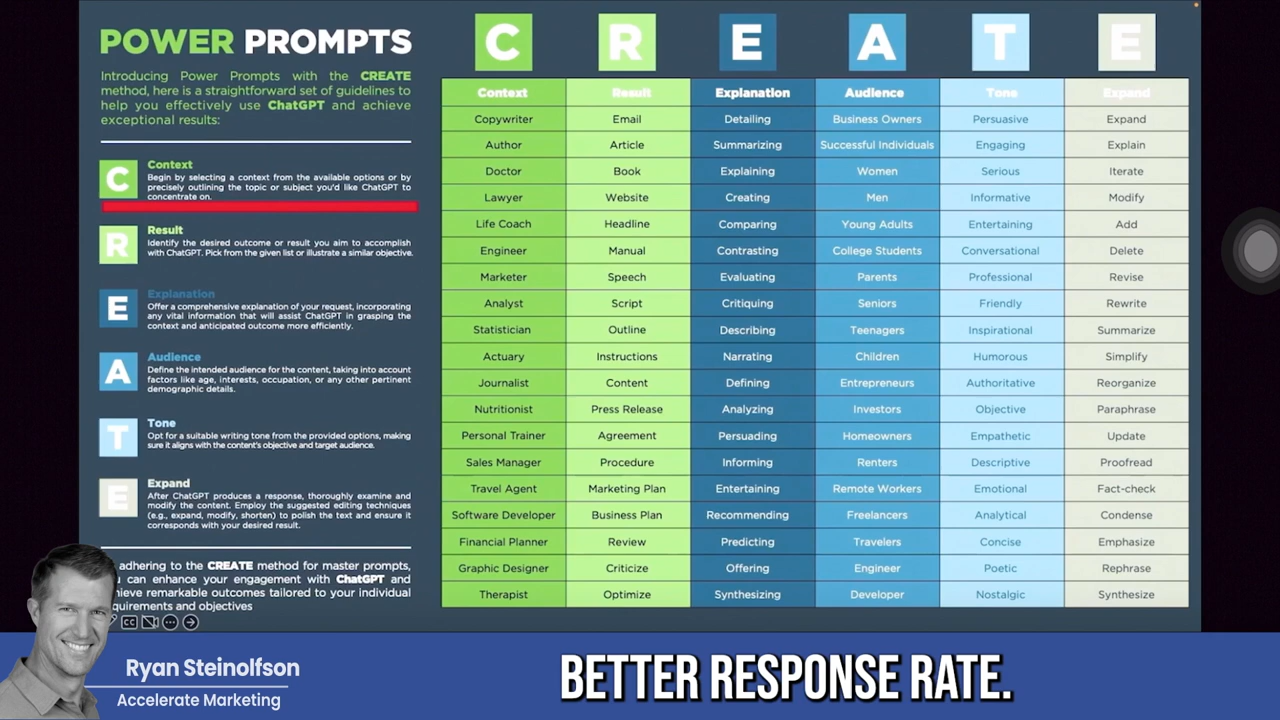 POWER PROMPTS
Introducing Power Prompts with the CREATE
method, here is a straightforward set of guidelines to
help you effectively use ChatGPT and achieve
exceptional results:
C
Context
Begin by selecting a context from the available options or by
precisely outlining the topic or subject you'd like ChatGPT to
concentrate on.
R
Result
Identify the desired outcome or result you aim to accomplish
with ChatGPT. Pick from the given list or illustrate a similar objective.
E
Explanation
Offer a comprehensive explanation of your request, incorporating
any vital information that will assist ChatGPT in grasping the
context and anticipated outcome more efficiently.
A
Audience
Define the intended audience for the content, taking into account
factors like age, interests, occupation, or any other pertinent
demographic details.
T
Tone
Opt for a suitable writing tone from the provided options, making
sure it aligns with the content's objective and target audience.
E
Expand
After ChatGPT produces a response, thoroughly examine and
modify the content. Employ the suggested editing techniques
(e.g., expand, modify, shorten) to polish the text and ensure it
corresponds with your desired result.
adhering to the CREATE method for master prompts,
can enhance your engagement with ChatGPT and
remarkable outcomes tailored to your individual
and objectives
CC
C R E A T E
Context Result Explanation Audience Tone Expand
Copywriter Email Detailing Business Owners Persuasive Expand
Author Article Summarizing Successful Individuals Engaging Explain
Doctor Book Explaining Women Serious Iterate
Lawyer Website Creating Men Informative Modify
Life Coach Headline Comparing Young Adults Entertaining Add
Engineer Manual Contrasting College Students Conversational Delete
Marketer Speech Evaluating Parents Professional Revise
Analyst Script Critiquing Seniors Friendly Rewrite
Statistician Outline Describing Teenagers Inspirational Summarize
Actuary Instructions Narrating Children Humorous Simplify
Journalist Content Defining Entrepreneurs Authoritative Reorganize
Nutritionist Press Release Analyzing Investors Objective Paraphrase
Personal Trainer Agreement Persuading Homeowners Empathetic Update
Sales Manager Procedure Informing Renters Descriptive Proofread
Travel Agent Marketing Plan Entertaining Remote Workers Emotional Fact-check
Software Developer Business Plan Recommending Freelancers Analytical Condense
Financial Planner Review Predicting Travelers Concise Emphasize
Graphic Designer Criticize Offering Engineer Poetic Rephrase
Therapist Optimize Synthesizing Developer Nostalgic Synthesize
Ryan Steinolfson
Accelerate Marketing
BETTER RESPONSE RATE.